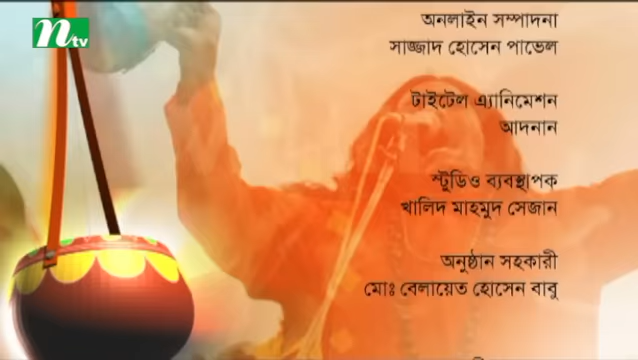 ntv
অনলাইন সম্পাদনা
সাজ্জাদ হোসেন পাভেল
টাইটেল এ্যানিমেশন
আদনান
স্টুডিও ব্যবস্থাপক
খালিদ মাহমুদ সেজান
অনুষ্ঠান সহকারী
মোঃ বেলায়েত হোসেন বাবু